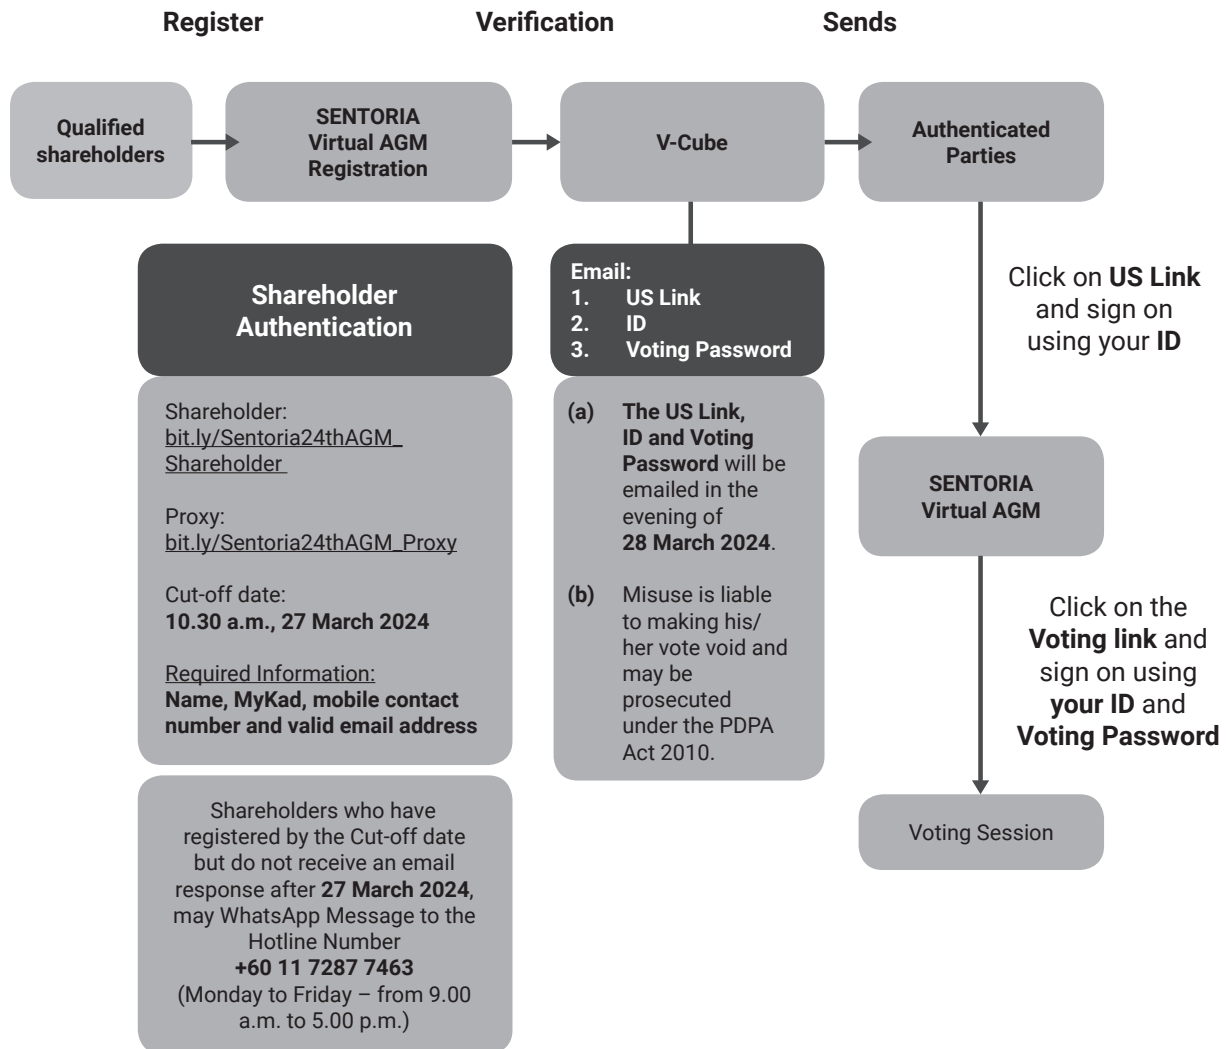 Register
Verification
Sends
Qualified
shareholders
SENTORIA
Virtual AGM
Registration
V-Cube
Authenticated
Parties
Shareholder
Authentication
Shareholder:
bit.ly/Sentoria24thAGM_
Shareholder
Proxy:
bit.ly/Sentoria24thAGM_Proxy
Cut-off date:
10.30 a.m., 27 March 2024
Required Information:
Name, MyKad, mobile contact
number and valid email address
Shareholders who have
registered by the Cut-off date
but do not receive an email
response after 27 March 2024,
may WhatsApp Message to the
Hotline Number
+60 11 7287 7463
(Monday to Friday – from 9.00
a.m. to 5.00 p.m.)
Email:
1. US Link
2. ID
3. Voting Password
(a) The US Link,
ID and Voting
Password will be
emailed in the
evening of
28 March 2024.
(b) Misuse is liable
to making his/
her vote void and
may be
prosecuted
under the PDPA
Act 2010.
Click on US Link
and sign on
using your ID
SENTORIA
Virtual AGM
Click on the
Voting link and
sign on using
your ID and
Voting Password
Voting Session